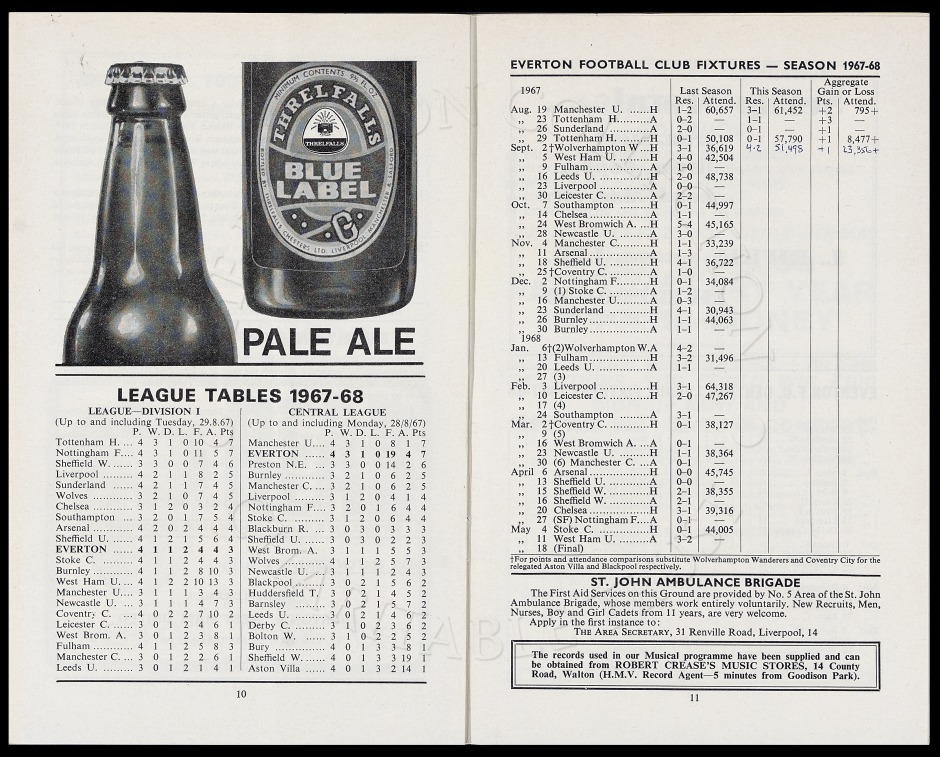 MINIMUM CONTENTS 9⅔ FL. OZ.
THRELFALLS
THRELFALLS
BLUE
LABEL
PALE ALE
LEAGUE TABLES 1967-68
LEAGUE—DIVISION I
(Up to and including Tuesday, 29.8.67)
P. W. D. L. F. A. Pts
Tottenham H. .... 4 3 1 0 10 4 7
Nottingham F.... 4 3 1 0 11 5 7
Sheffield W. ...... 3 3 0 0 7 4 6
Liverpool .......... 4 2 1 1 8 2 5
Sunderland ...... 4 2 1 1 7 4 5
Wolves ............ 3 2 1 0 7 4 5
Chelsea ............ 3 1 2 0 3 2 4
Southampton ... 3 2 0 1 7 5 4
Arsenal ............ 4 2 0 2 4 4 4
Sheffield U. ...... 4 1 2 1 5 6 4
EVERTON ...... 4 1 1 2 4 4 3
Stoke C. .......... 4 1 1 2 4 4 3
Burnley ............ 4 1 1 2 8 10 3
West Ham U.... 4 1 2 2 10 13 3
Manchester U.... 3 1 1 1 3 4 3
Newcastle U. ... 3 1 1 1 4 7 3
Coventry C. ...... 4 0 2 2 7 10 2
Leicester C. ...... 3 0 1 2 4 6 1
West Brom. A. 3 0 1 2 3 8 1
Fulham ............ 4 1 1 2 5 8 3
Manchester C. ... 3 0 1 2 2 6 1
Leeds U. .......... 3 0 1 2 1 4 1
CENTRAL LEAGUE
(Up to and including Monday, 28/8/67)
P. W. D. L. F. A. Pts
Manchester U.... 4 3 1 0 8 1 7
EVERTON ...... 4 3 1 0 19 4 7
Preston N.E. ... 3 3 0 0 14 2 6
Burnley ............ 3 2 1 0 6 2 5
Manchester C. ... 3 2 1 0 6 2 5
Liverpool ......... 3 1 2 0 4 1 4
Nottingham F.... 3 2 0 1 6 4 4
Stoke C. .......... 3 1 2 0 6 4 4
Blackburn R. ... 3 0 3 0 3 3 3
Sheffield U. ...... 3 0 3 0 2 2 3
West Brom. A. 3 1 1 1 5 5 3
Wolves ............ 4 1 1 2 5 7 3
Newcastle U. ... 3 1 1 1 2 4 3
Blackpool ......... 3 0 2 1 5 6 2
Huddersfield T. 3 0 2 1 4 5 2
Barnsley .......... 3 0 2 1 5 7 2
Leeds U. .......... 3 0 2 1 4 6 2
Derby C. .......... 3 0 2 1 3 6 2
Bolton W. ......... 3 1 0 2 2 5 2
Bury ................ 4 0 1 3 3 8 1
Sheffield W. ...... 4 0 1 3 3 19 1
Aston Villa ...... 4 0 1 3 2 14 1
10
EVERTON FOOTBALL CLUB FIXTURES — SEASON 1967-68
1967 Last Season This Season Aggregate Gain or Loss
Res. Attend. Res. Attend. Pts. Attend.
Aug. 19 Manchester U. ......H 1–2 60,657 3–1 61,452 +2 795+
„ 23 Tottenham H..........A 0–2 — 1–1 — +3 —
„ 26 Sunderland ............A 2–0 — 0–1 — +1 —
„ 29 Tottenham H. ........H 0–1 50,108 0–1 57,790 +1 8,477+
Sept. 2 †Wolverhampton W...H 3–1 36,619 4-2 51,498 +1 23,356+
„ 5 West Ham U. ........H 4–0 42,504
„ 9 Fulham..................A 1–0 —
„ 16 Leeds U. ...............H 2–0 48,738
„ 23 Liverpool ...............A 0–0 —
„ 30 Leicester C. ...........A 2–2 —
Oct. 7 Southampton .........H 0–1 44,997
„ 14 Chelsea..................A 1–1 —
„ 24 West Bromwich A. ...H 5–4 45,165
„ 28 Newcastle U. .........A 3–0 —
Nov. 4 Manchester C.........H 1–1 33,239
„ 11 Arsenal..................A 1–3 —
„ 18 Sheffield U. ............H 4–1 36,722
„ 25 †Coventry C. ..........A 1–0 —
Dec. 2 Nottingham F..........H 0–1 34,084
„ 9 (1) Stoke C. ............A 1–2 —
„ 16 Manchester U..........A 0–3 —
„ 23 Sunderland ............H 4–1 30,943
„ 26 Burnley..................H 1–1 44,063
„ 30 Burnley..................A 1–1 —
1968
Jan. 6†(2)Wolverhampton W.A 4–2 —
„ 13 Fulham..................H 3–2 31,496
„ 20 Leeds U. ...............A 1–1 —
„ 27 (3)
Feb. 3 Liverpool ...............H 3–1 64,318
„ 10 Leicester C. ............H 2–0 47,267
„ 17 (4)
„ 24 Southampton .........A 3–1 —
Mar. 2 †Coventry C. ..........H 0–1 38,127
„ 9 (5)
„ 16 West Bromwich A. ...A 0–1 —
„ 23 Newcastle U. .........H 1–1 38,364
„ 30 (6) Manchester C. ...A 0–1 —
April 6 Arsenal..................H 0–0 45,745
„ 13 Sheffield U. ............A 0–0 —
„ 15 Sheffield W. ...........H 2–1 38,355
„ 16 Sheffield W. ...........A 2–1 —
„ 20 Chelsea..................H 3–1 39,316
„ 27 (SF) Nottingham F....A 0–1 —
May 4 Stoke C. ................H 0–1 44,005
„ 11 West Ham U. .........A 3–2 —
„ 18 (Final)
†For points and attendance comparisons substitute Wolverhampton Wanderers and Coventry City for the
relegated Aston Villa and Blackpool respectively.
ST. JOHN AMBULANCE BRIGADE
The First Aid Services on this Ground are provided by No. 5 Area of the St. John
Ambulance Brigade, whose members work entirely voluntarily. New Recruits, Men,
Nurses, Boy and Girl Cadets from 11 years, are very welcome.
Apply in the first instance to:
THE AREA SECRETARY, 31 Renville Road, Liverpool, 14
The records used in our Musical programme have been supplied and can
be obtained from ROBERT CREASE'S MUSIC STORES, 14 County
Road, Walton (H.M.V. Record Agent—5 minutes from Goodison Park).
11